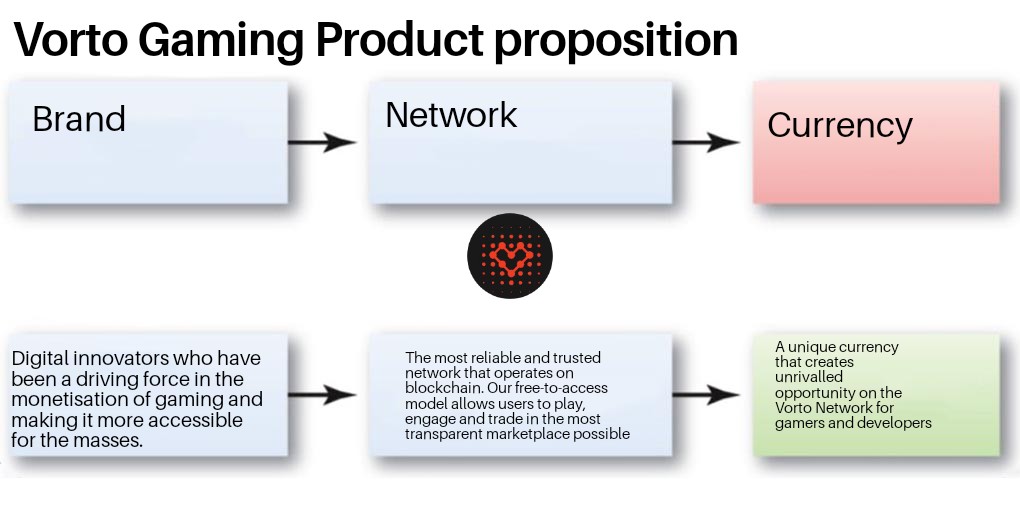 Vorto Gaming Product proposition
Brand
Network
Currency
Digital innovators who have
been a driving force in the
monetisation of gaming and
making it more accessible
for the masses.
The most reliable and trusted
network that operates on
blockchain. Our free-to-access
model allows users to play,
engage and trade in the most
transparent marketplace possible
A unique currency
that creates
unrivalled
opportunity on the
Vorto Network for
gamers and developers